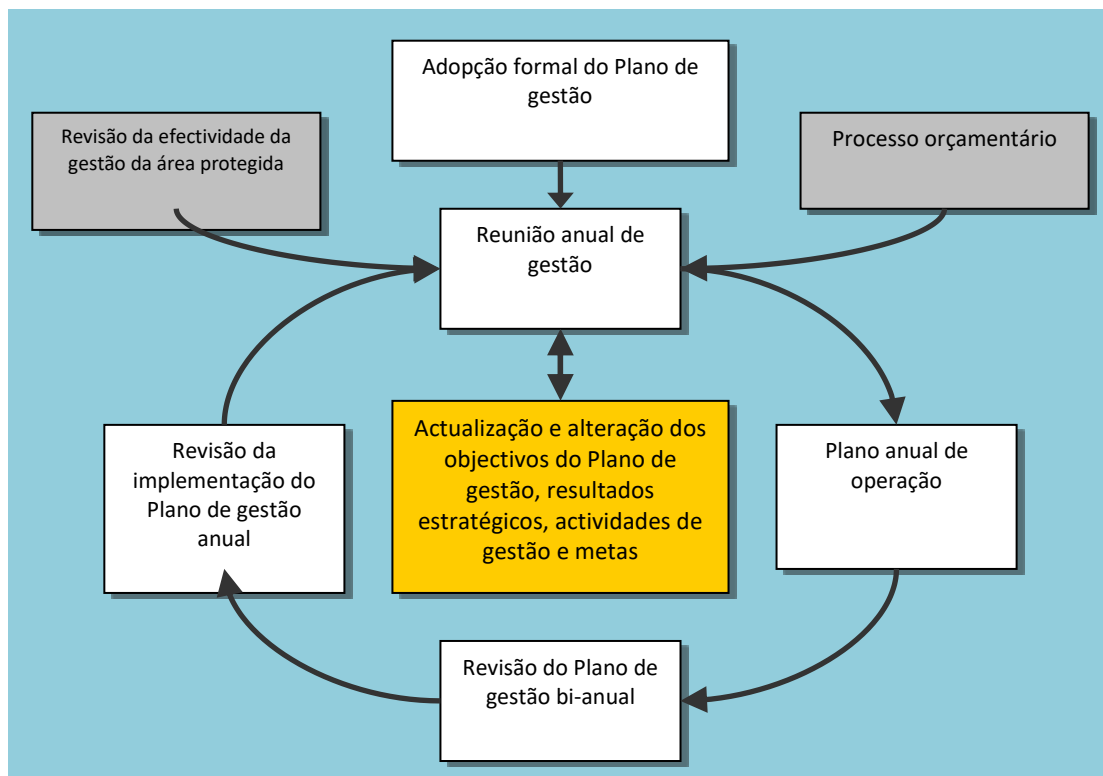 Adopção formal do Plano de
gestão
Revisão da efectividade da
gestão da área protegida
Processo orçamentário
Reunião anual de
gestão
Revisão da
implementação do
Plano de gestão
anual
Actualização e alteração dos
objectivos do Plano de
gestão, resultados
estratégicos, actividades de
gestão e metas
Plano anual de
operação
Revisão do Plano de
gestão bi-anual